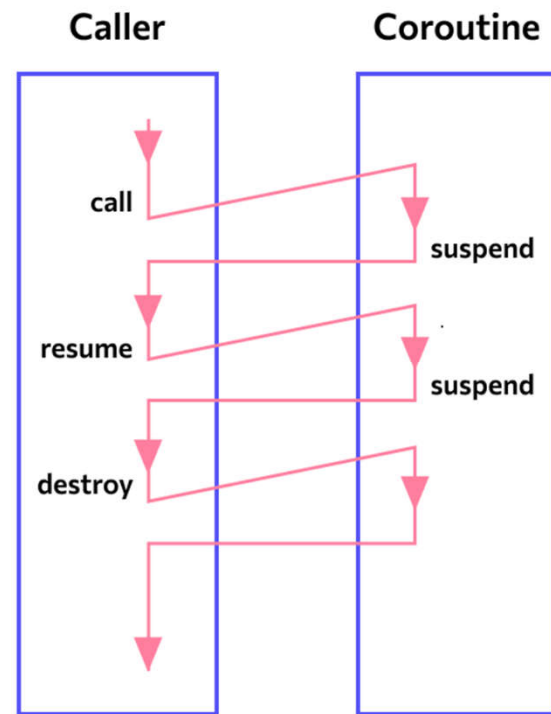 Caller
Coroutine
call
suspend
resume
suspend
destroy